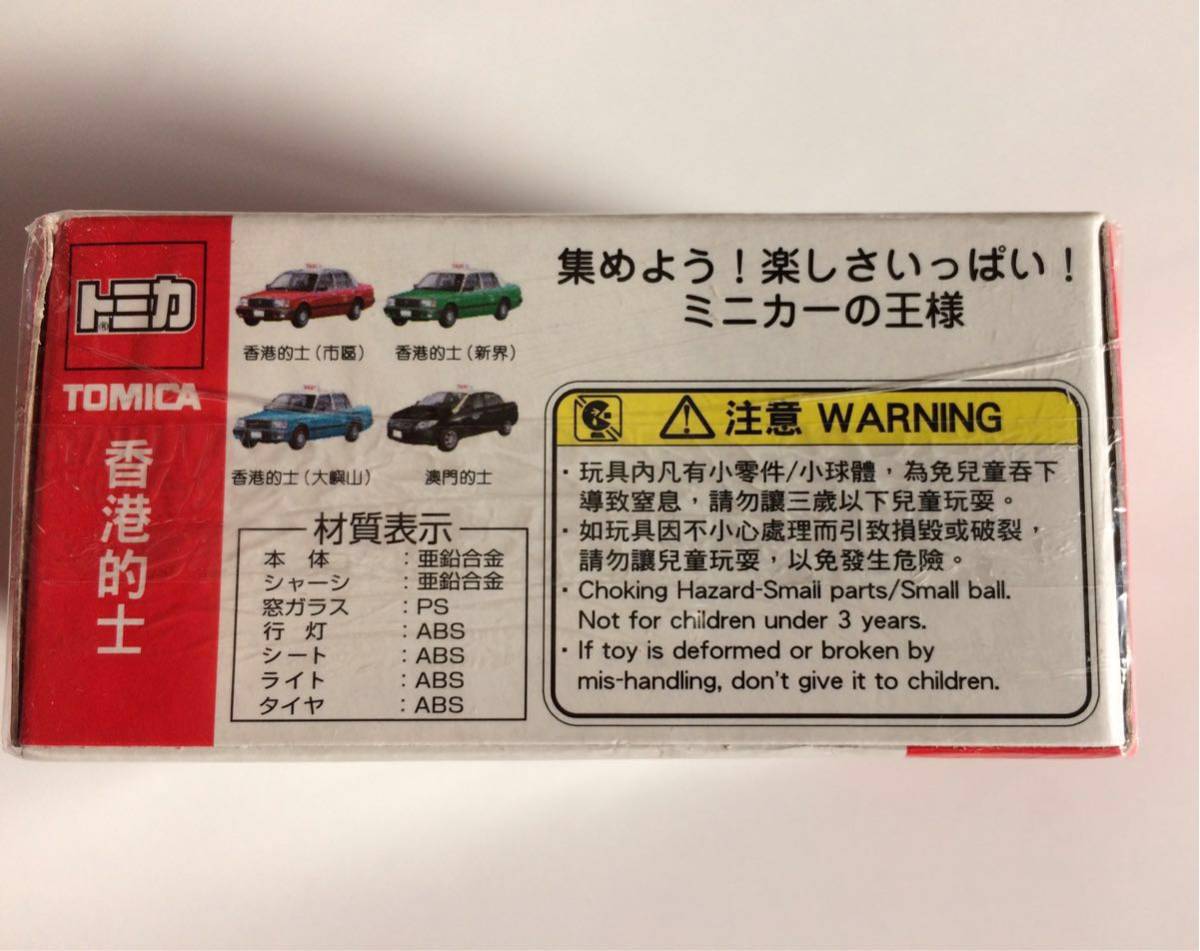 トミカ®
TOMICA
香港的士
香港的士（市區）
香港的士（新界）
香港的士（大嶼山）
澳門的士
材質表示
本 体 ：亜鉛合金
シャーシ ：亜鉛合金
窓ガラス ：PS
行 灯 ：ABS
シート ：ABS
ライト ：ABS
タイヤ ：ABS
集めよう！楽しさいっぱい！
ミニカーの王様
注意 WARNING
・玩具內凡有小零件/小球體，為免兒童吞下
導致窒息，請勿讓三歲以下兒童玩耍。
・如玩具因不小心處理而引致損毀或破裂，
請勿讓兒童玩耍，以免發生危險。
・Choking Hazard-Smaii parts/Small ball.
Not for children under 3 years.
・If toy is deformed or broken by
mis-handling, don't give it to children.